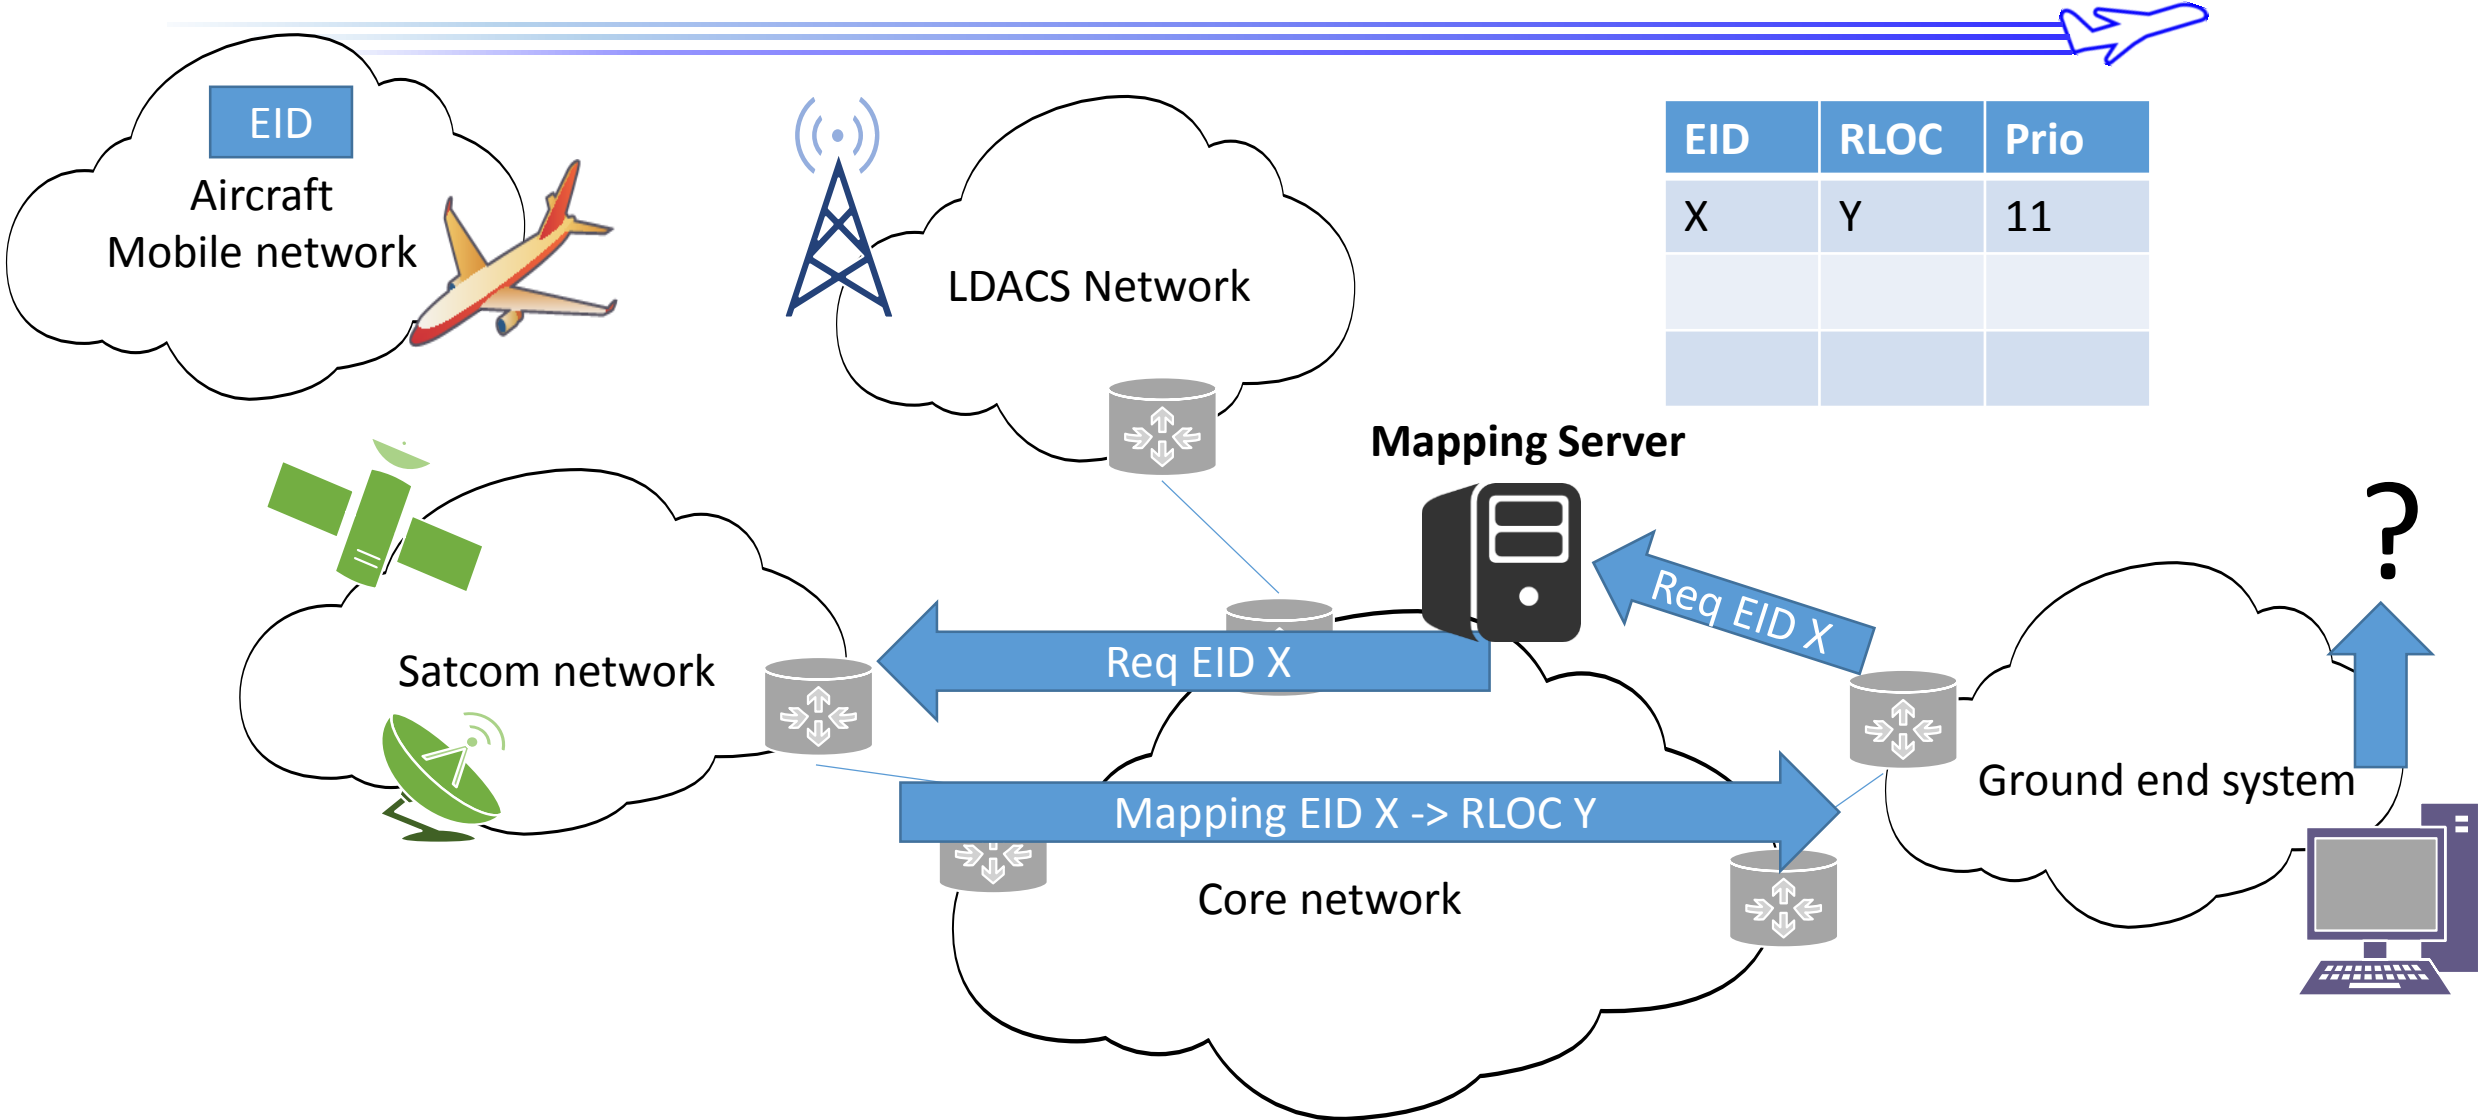 EID
Aircraft
Mobile network
LDACS Network
EID RLOC Prio
X Y 11
Mapping Server
?
Req EID X
Req EID X
Satcom network
Ground end system
Mapping EID X -> RLOC Y
Core network